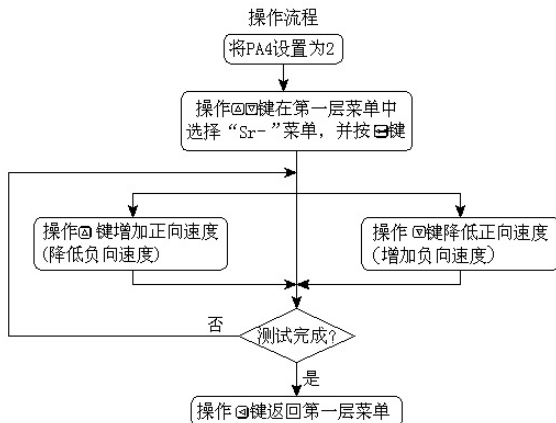 操作流程
将PA4设置为2
操作▲▼键在第一层菜单中
选择“Sr-”菜单，并按↵键
操作▲键增加正向速度
(降低负向速度)
操作▼键降低正向速度
(增加负向速度)
否
测试完成?
是
操作◀键返回第一层菜单